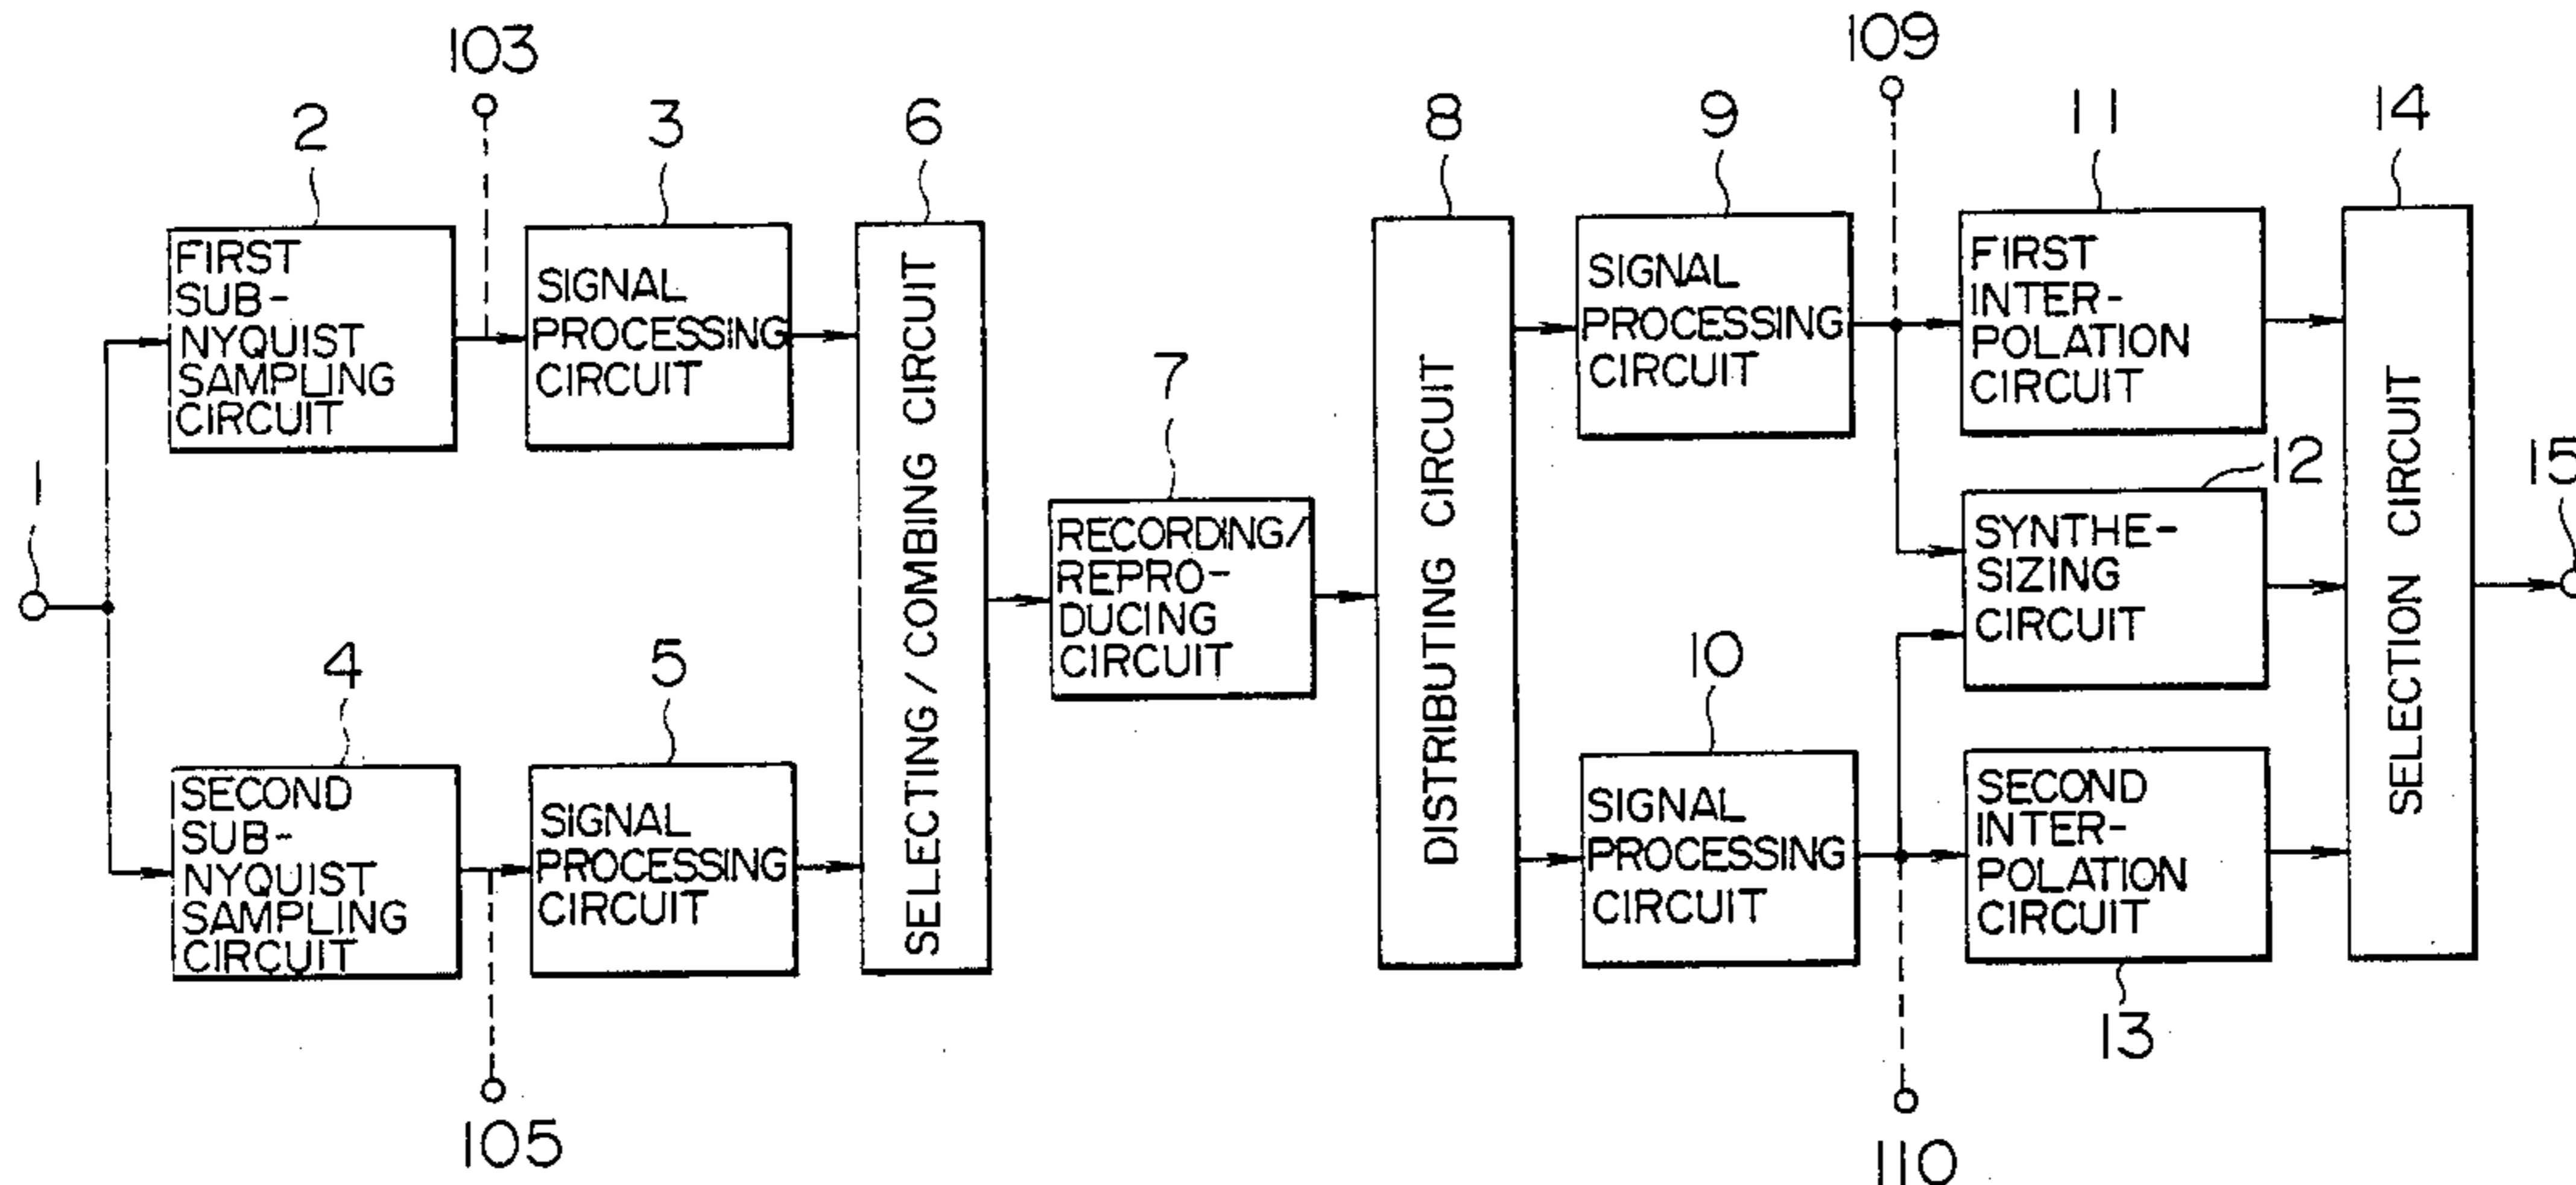 103
109
2
3
6
8
9
11
14
FIRST
SUB-
NYQUIST
SAMPLING
CIRCUIT
SIGNAL
PROCESSING
CIRCUIT
SELECTING/COMBING CIRCUIT
DISTRIBUTING CIRCUIT
SIGNAL
PROCESSING
CIRCUIT
FIRST
INTER-
POLATION
CIRCUIT
SELECTION CIRCUIT
1
7
12
15
RECORDING/
REPRO-
DUCING
CIRCUIT
SYNTHE-
SIZING
CIRCUIT
4
5
10
SECOND
SUB-
NYQUIST
SAMPLING
CIRCUIT
SIGNAL
PROCESSING
CIRCUIT
SIGNAL
PROCESSING
CIRCUIT
SECOND
INTER-
POLATION
CIRCUIT
13
105
110